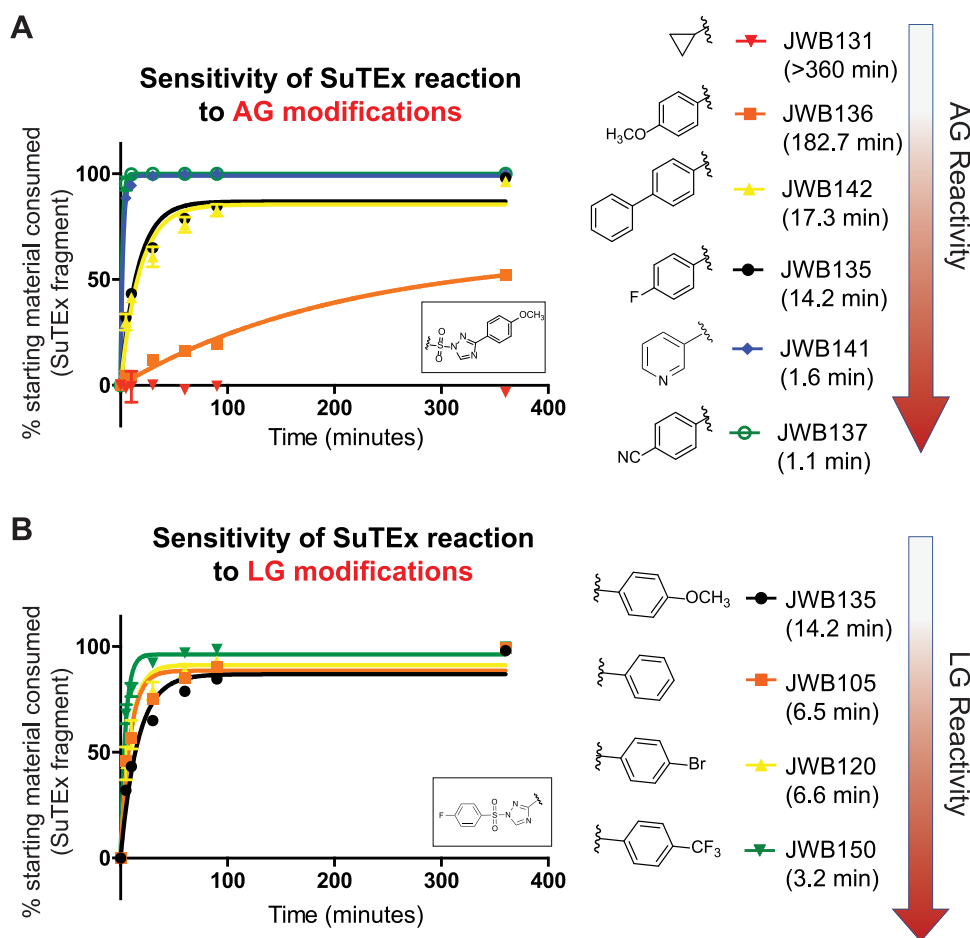 A
Sensitivity of SuTEx reaction
to AG modifications
% starting material consumed
(SuTEx fragment)
100
50
0
100
200
300
400
Time (minutes)
OCH₃
O
S
O
N
N
N
JWB131
(>360 min)
H₃CO
JWB136
(182.7 min)
JWB142
(17.3 min)
F
JWB135
(14.2 min)
N
JWB141
(1.6 min)
NC
JWB137
(1.1 min)
AG Reactivity
B
Sensitivity of SuTEx reaction
to LG modifications
% starting material consumed
(SuTEx fragment)
100
50
0
100
200
300
400
Time (minutes)
F
O
S
O
N
N
N
OCH₃
JWB135
(14.2 min)
JWB105
(6.5 min)
Br
JWB120
(6.6 min)
CF₃
JWB150
(3.2 min)
LG Reactivity